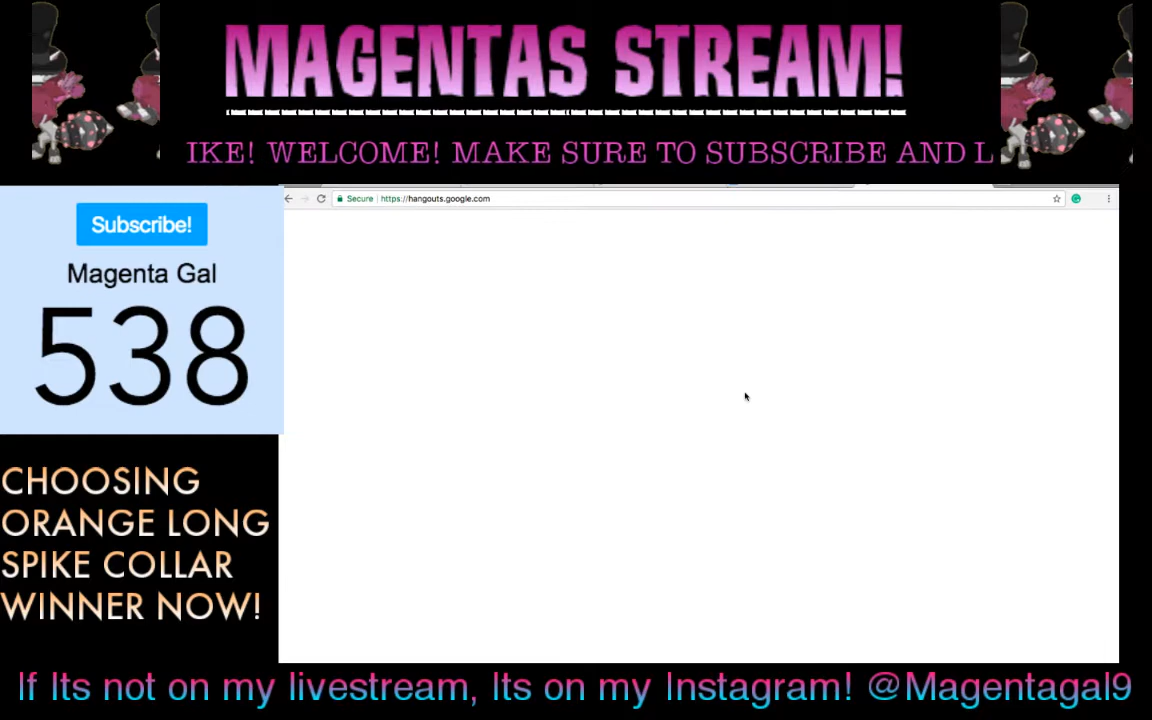 MAGENTAS STREAM!
IKE! WELCOME! MAKE SURE TO SUBSCRIBE AND L
Secure https://hangouts.google.com
Subscribe!
Magenta Gal
538
CHOOSING
ORANGE LONG
SPIKE COLLAR
WINNER NOW!
If Its not on my livestream, Its on my Instagram! @Magentagal9